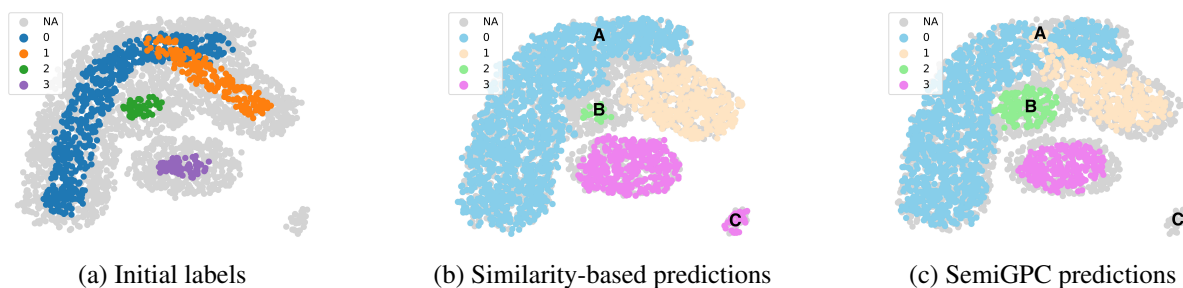 NA
0
1
2
3
NA
0
1
2
3
A
B
C
NA
0
1
2
3
A
B
C
(a) Initial labels
(b) Similarity-based predictions
(c) SemiGPC predictions